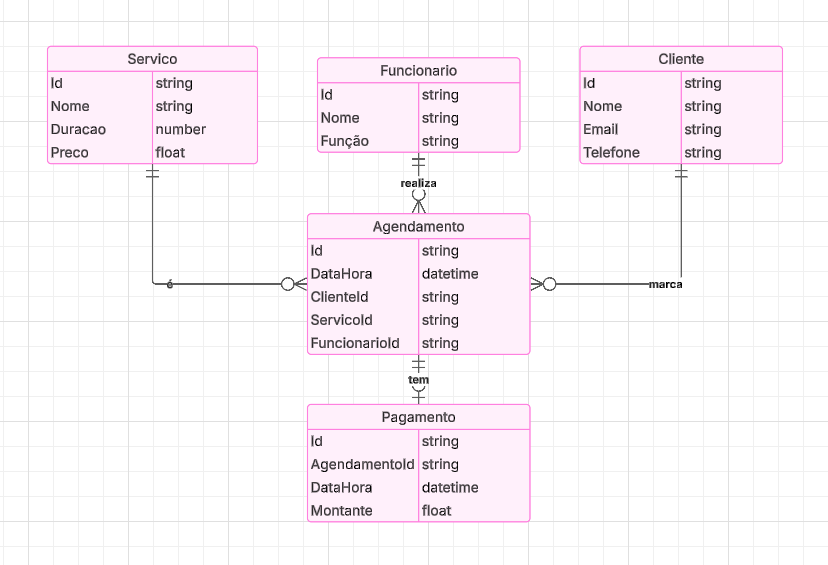 Servico
Id string
Nome string
Duracao number
Preco float
Funcionario
Id string
Nome string
Função string
Cliente
Id string
Nome string
Email string
Telefone string
realiza
é
marca
Agendamento
Id string
DataHora datetime
ClienteId string
ServicoId string
FuncionarioId string
tem
Pagamento
Id string
AgendamentoId string
DataHora datetime
Montante float